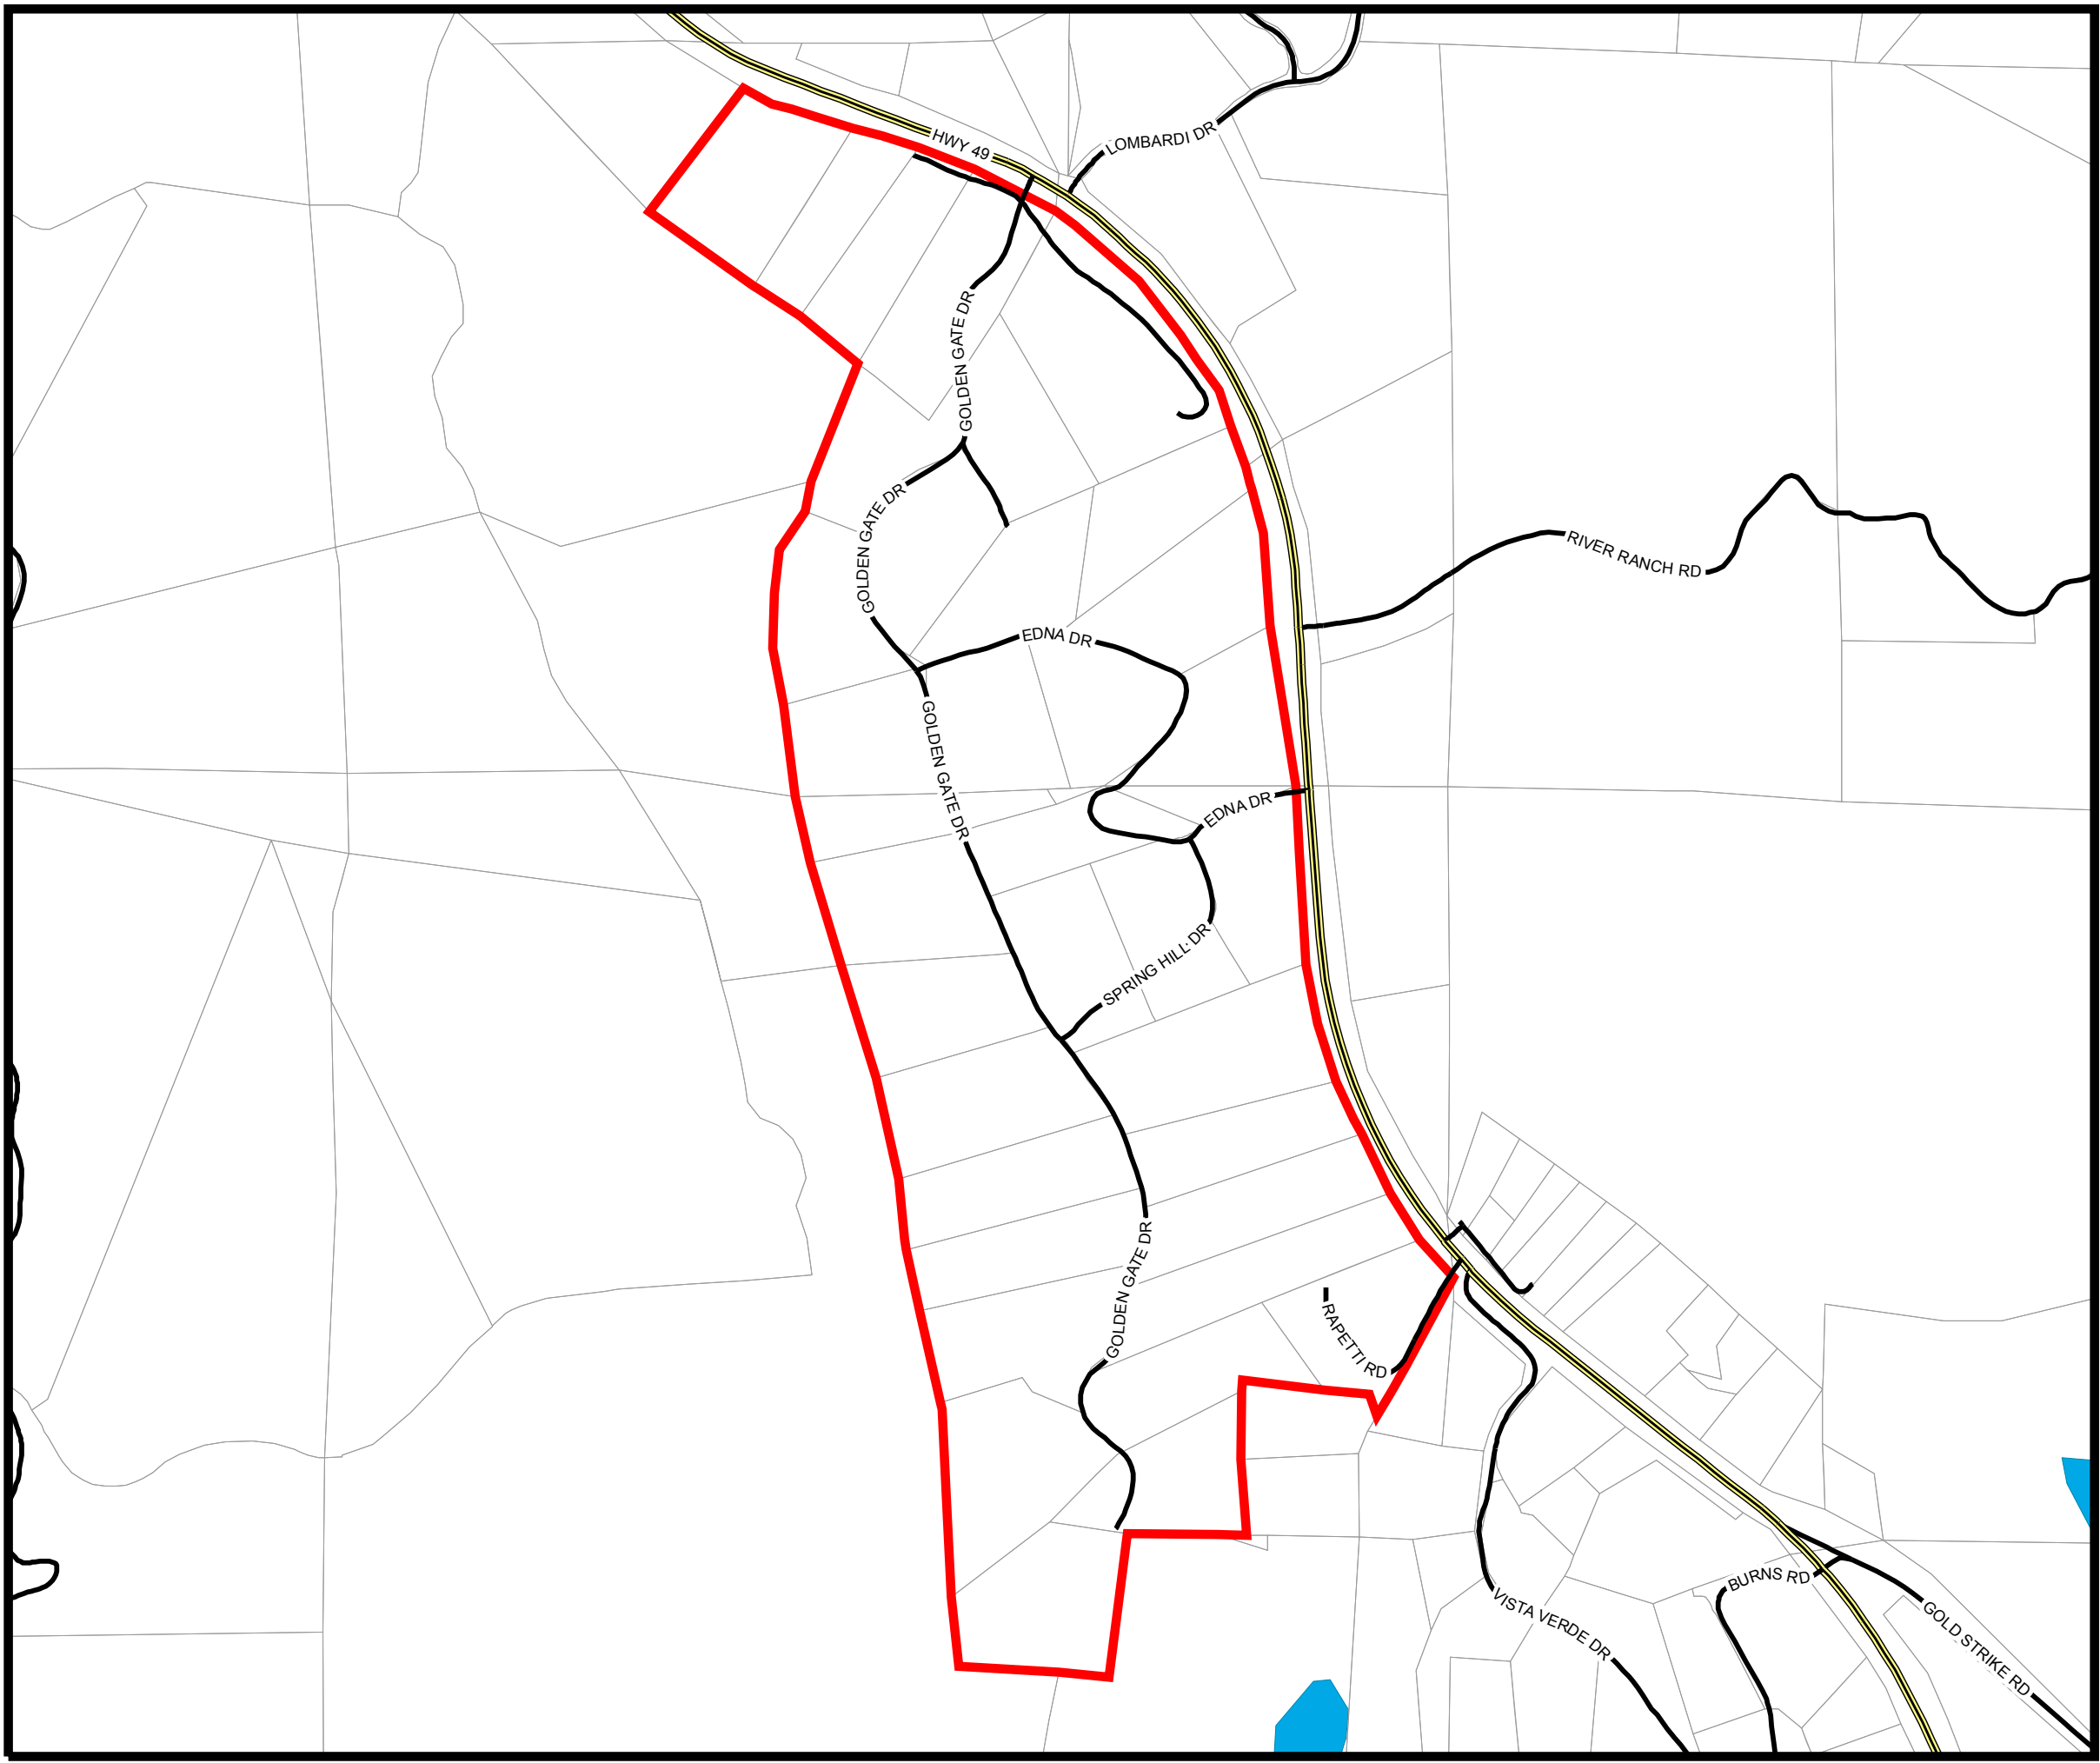 HWY 49
LOMBARDI DR
GOLDEN GATE DR
GOLDEN GATE DR
RIVER RANCH RD
EDNA DR
GOLDEN GATE DR
EDNA DR
SPRING HILL DR
GOLDEN GATE DR
RAPETTI RD
BURNS RD
VISTA VERDE DR
GOLD STRIKE RD